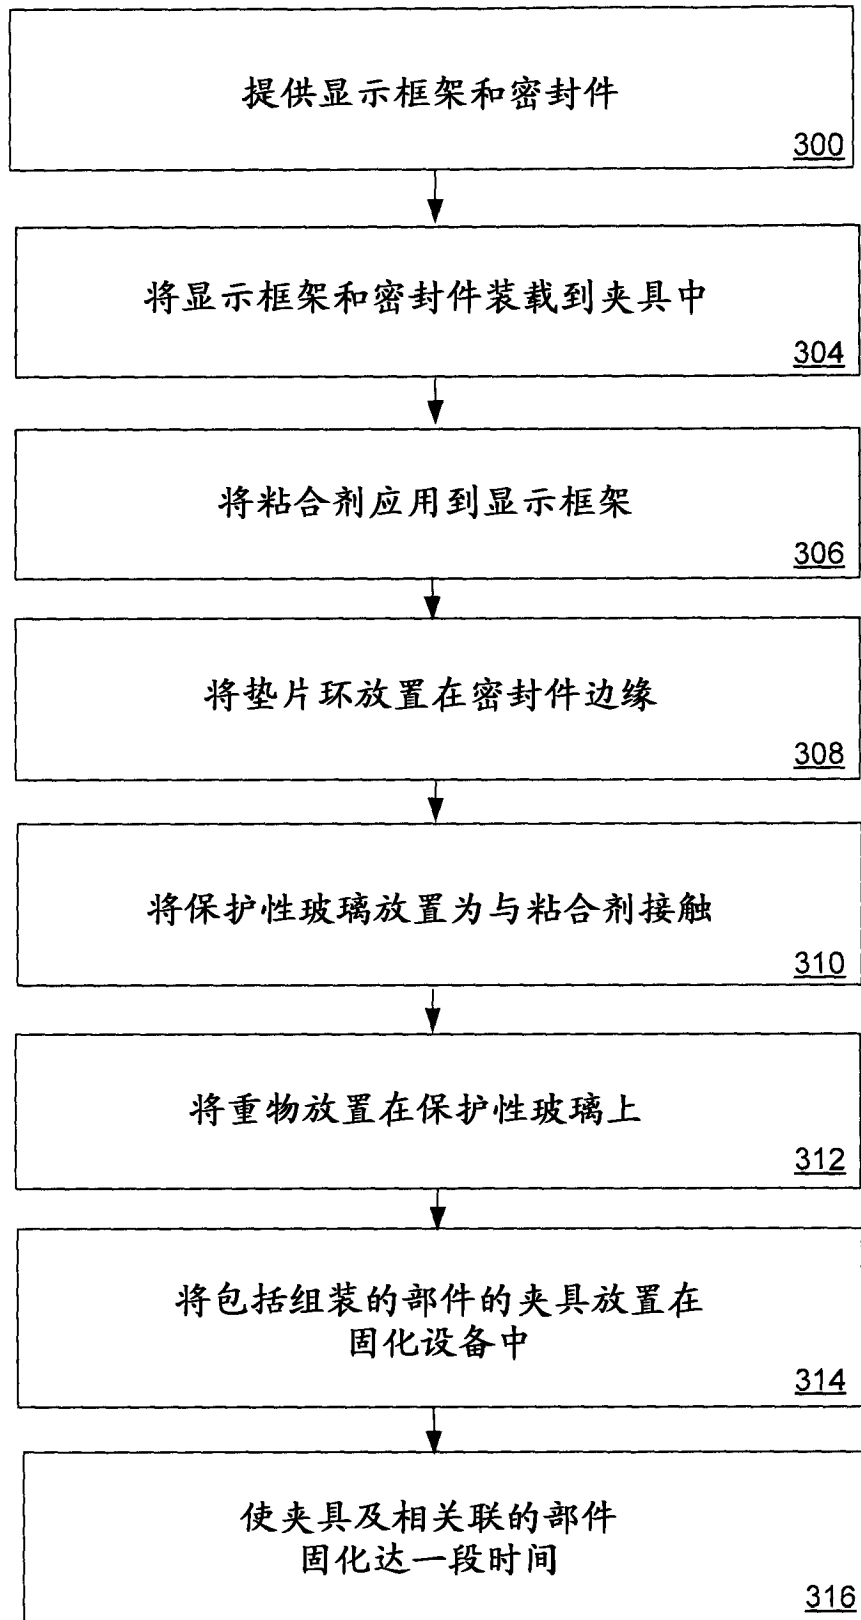 提供显示框架和密封件
300
将显示框架和密封件装载到夹具中
304
将粘合剂应用到显示框架
306
将垫片环放置在密封件边缘
308
将保护性玻璃放置为与粘合剂接触
310
将重物放置在保护性玻璃上
312
将包括组装的部件的夹具放置在
固化设备中
314
使夹具及相关联的部件
固化达一段时间
316